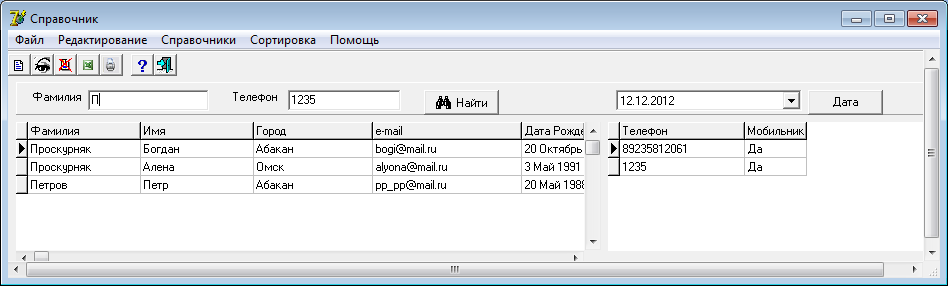 Справочник
Файл Редактирование Справочники Сортировка Помощь
Фамилия П Телефон 1235 Найти 12.12.2012 Дата
Фамилия Имя Город e-mail Дата Рожде Телефон Мобильник
Проскурняк Богдан Абакан bogi@mail.ru 20 Октябрь 89235812061 Да
Проскурняк Алена Омск alyona@mail.ru 3 Май 1991 1235 Да
Петров Петр Абакан pp_pp@mail.ru 20 Май 1988